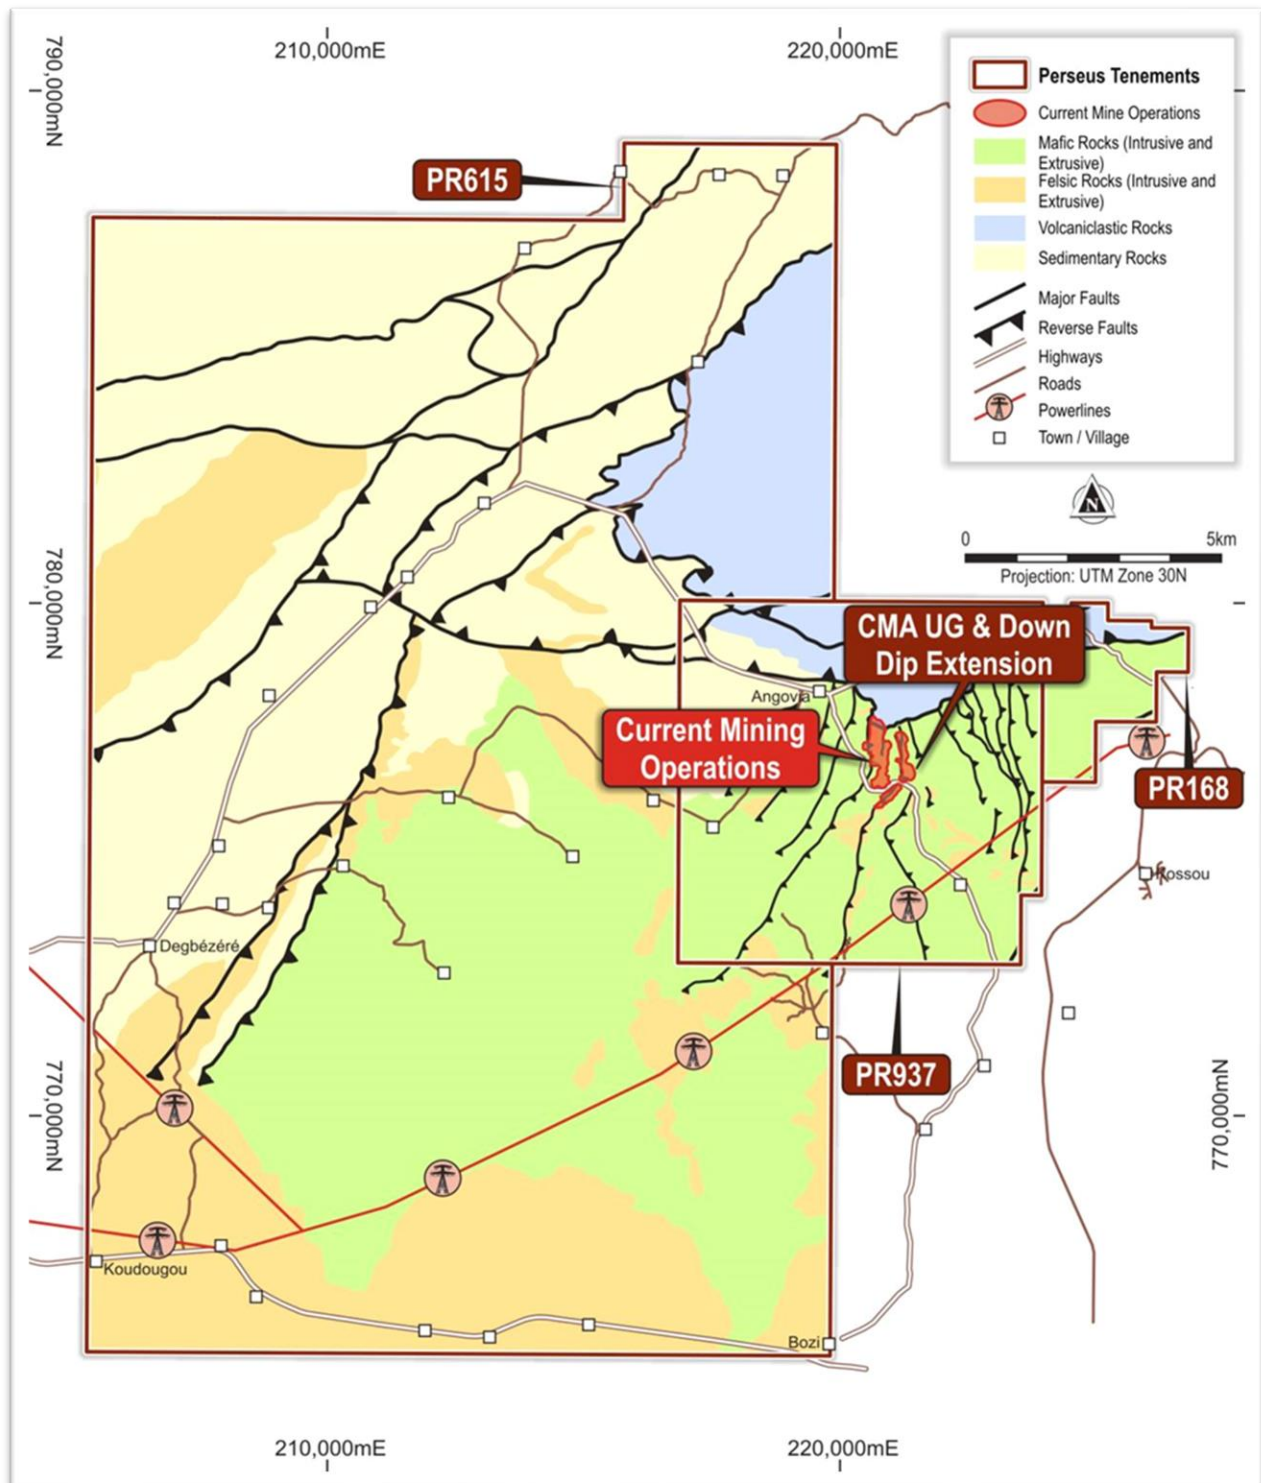 210,000mE
220,000mE
790,000mN
Perseus Tenements
Current Mine Operations
Mafic Rocks (Intrusive and
Extrusive)
Felsic Rocks (Intrusive and
Extrusive)
Volcaniclastic Rocks
Sedimentary Rocks
Major Faults
Reverse Faults
Highways
Roads
Powerlines
Town / Village
PR615
N
0
5km
Projection: UTM Zone 30N
780,000mN
CMA UG & Down
Dip Extension
Angovia
Current Mining
Operations
PR168
Kossou
Degbézéré
PR937
770,000mN
770,000mN
Koudougou
Bozi
210,000mE
220,000mE